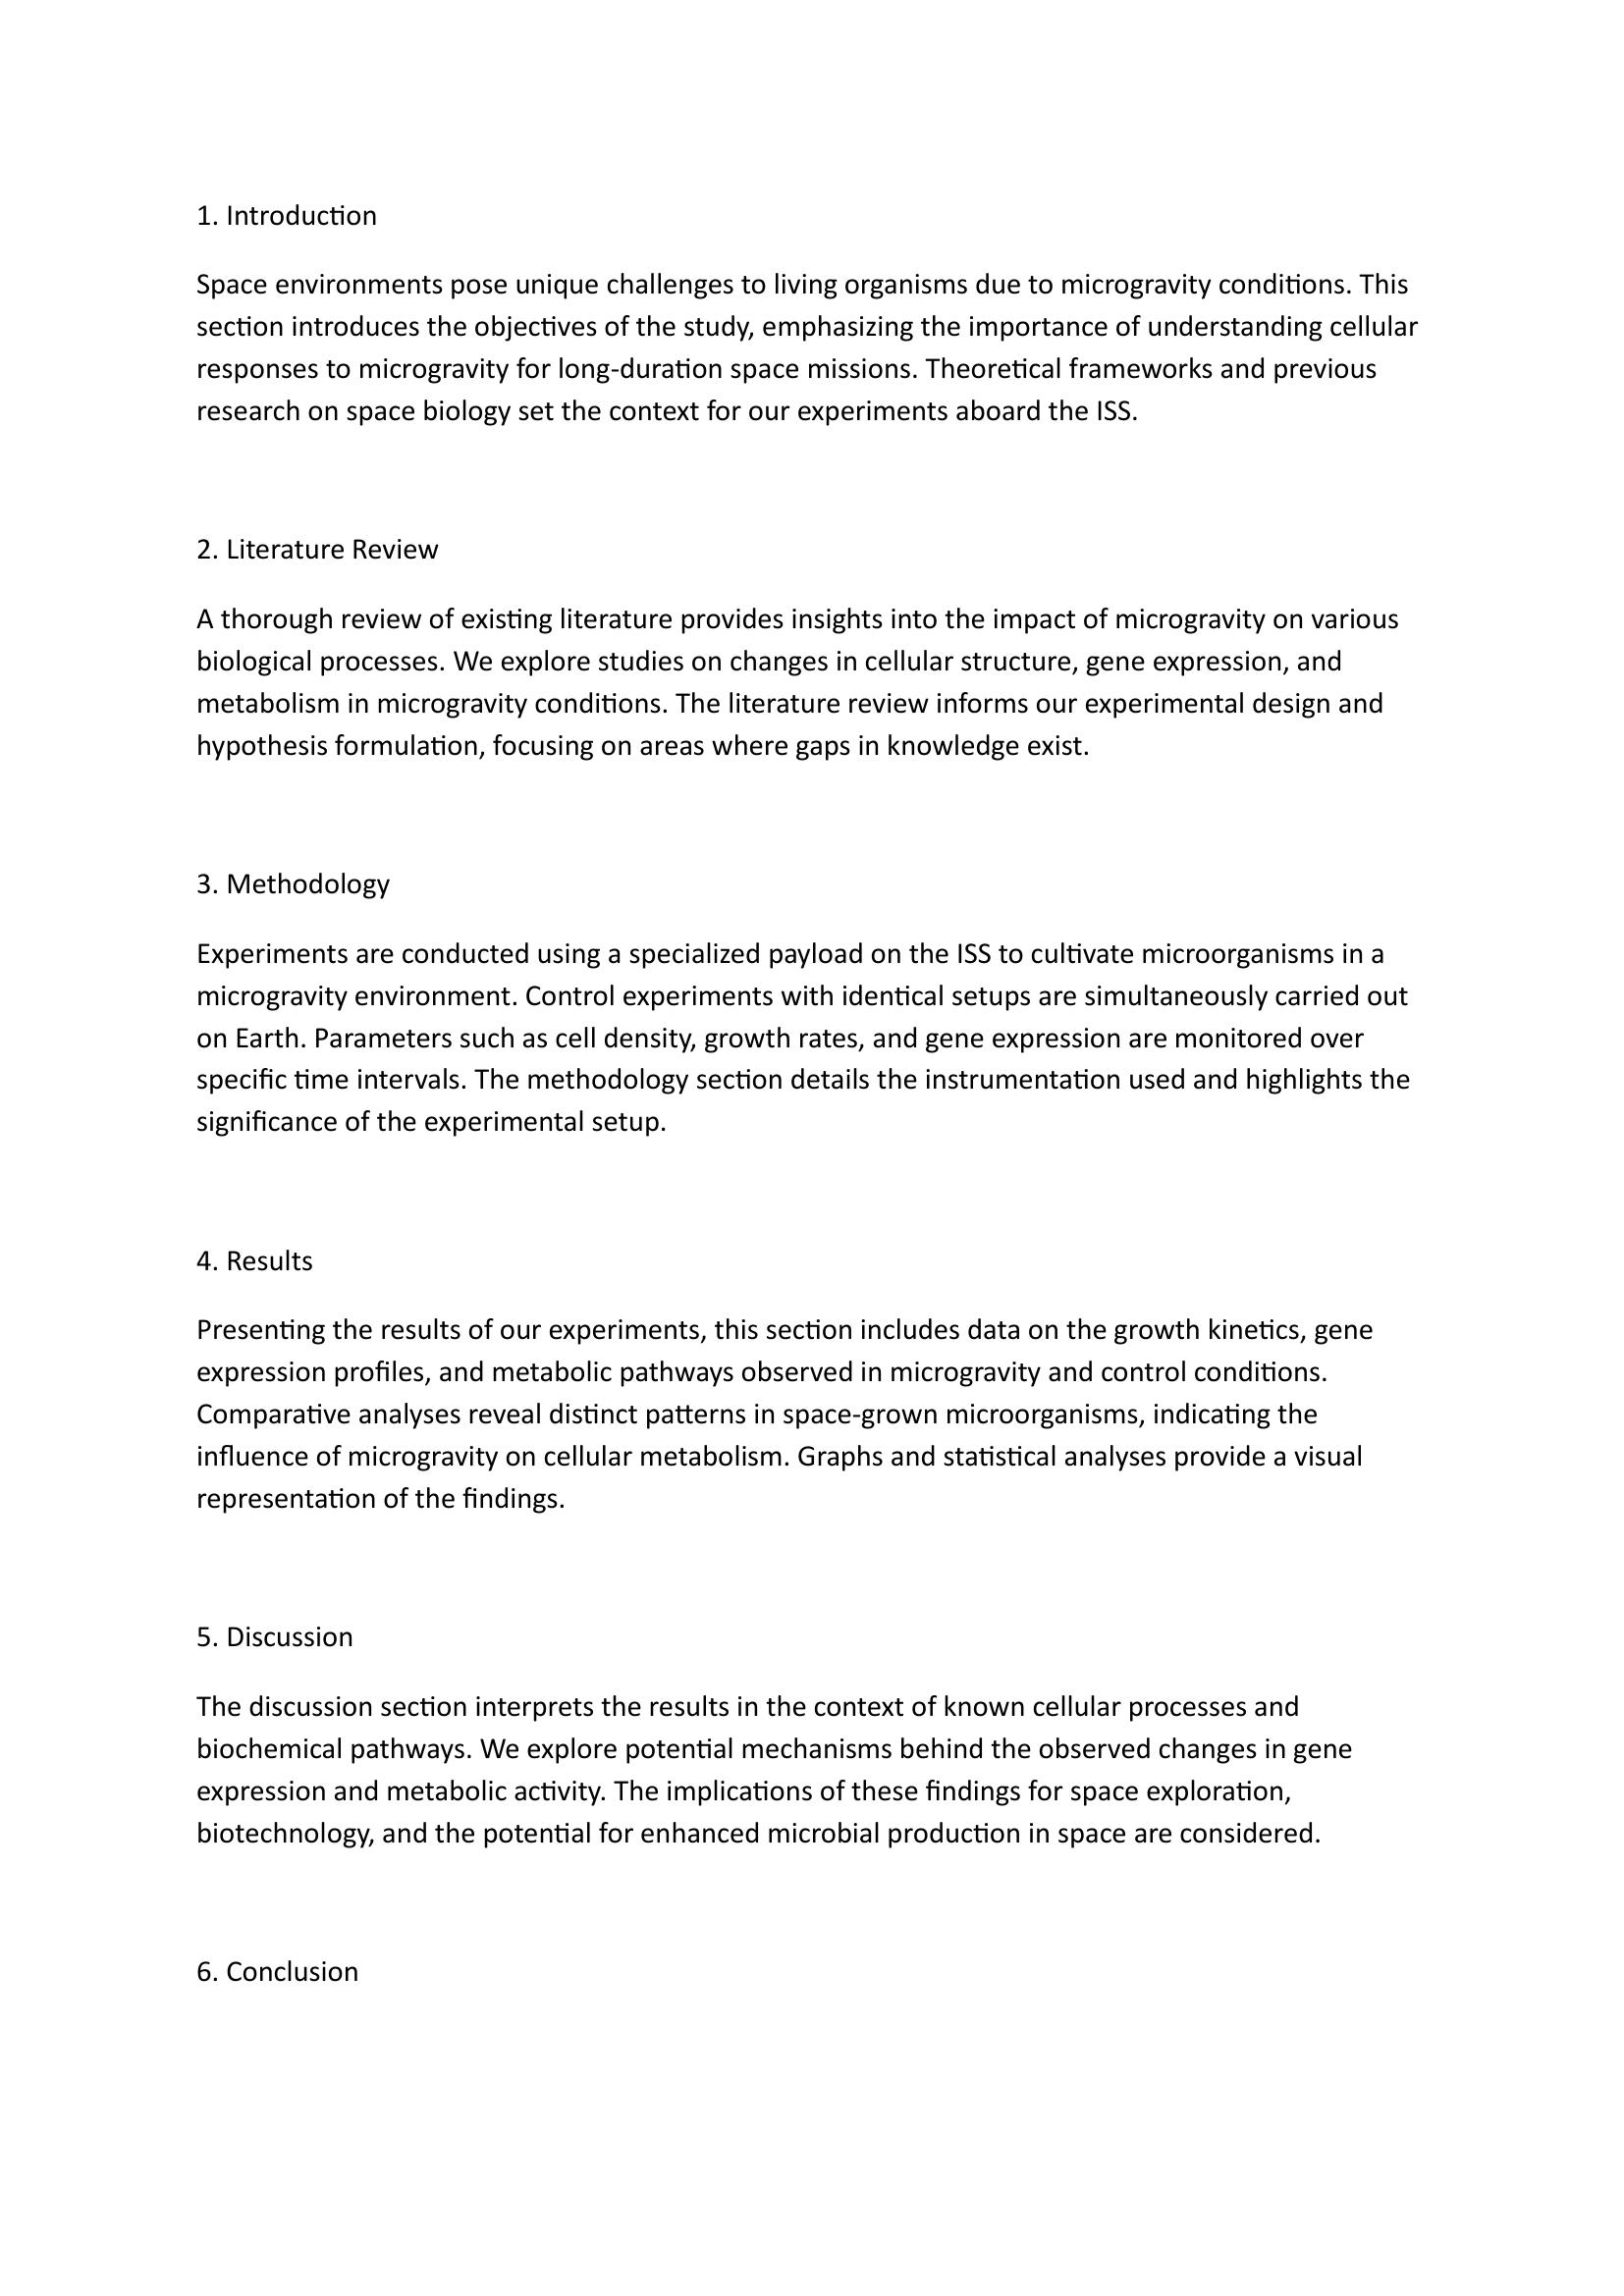 1. Introduction
Space environments pose unique challenges to living organisms due to microgravity conditions. This
section introduces the objectives of the study, emphasizing the importance of understanding cellular
responses to microgravity for long-duration space missions. Theoretical frameworks and previous
research on space biology set the context for our experiments aboard the ISS.
2. Literature Review
A thorough review of existing literature provides insights into the impact of microgravity on various
biological processes. We explore studies on changes in cellular structure, gene expression, and
metabolism in microgravity conditions. The literature review informs our experimental design and
hypothesis formulation, focusing on areas where gaps in knowledge exist.
3. Methodology
Experiments are conducted using a specialized payload on the ISS to cultivate microorganisms in a
microgravity environment. Control experiments with identical setups are simultaneously carried out
on Earth. Parameters such as cell density, growth rates, and gene expression are monitored over
specific time intervals. The methodology section details the instrumentation used and highlights the
significance of the experimental setup.
4. Results
Presenting the results of our experiments, this section includes data on the growth kinetics, gene
expression profiles, and metabolic pathways observed in microgravity and control conditions.
Comparative analyses reveal distinct patterns in space-grown microorganisms, indicating the
influence of microgravity on cellular metabolism. Graphs and statistical analyses provide a visual
representation of the findings.
5. Discussion
The discussion section interprets the results in the context of known cellular processes and
biochemical pathways. We explore potential mechanisms behind the observed changes in gene
expression and metabolic activity. The implications of these findings for space exploration,
biotechnology, and the potential for enhanced microbial production in space are considered.
6. Conclusion